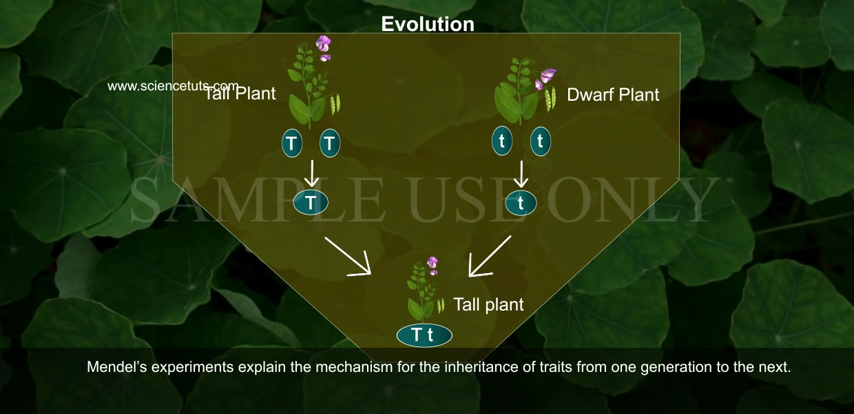 Evolution
www.sciencetuts.com
Tall Plant
Dwarf Plant
T T
t t
SAMPLE USE ONLY
T
t
Tall plant
T t
Mendel's experiments explain the mechanism for the inheritance of traits from one generation to the next.